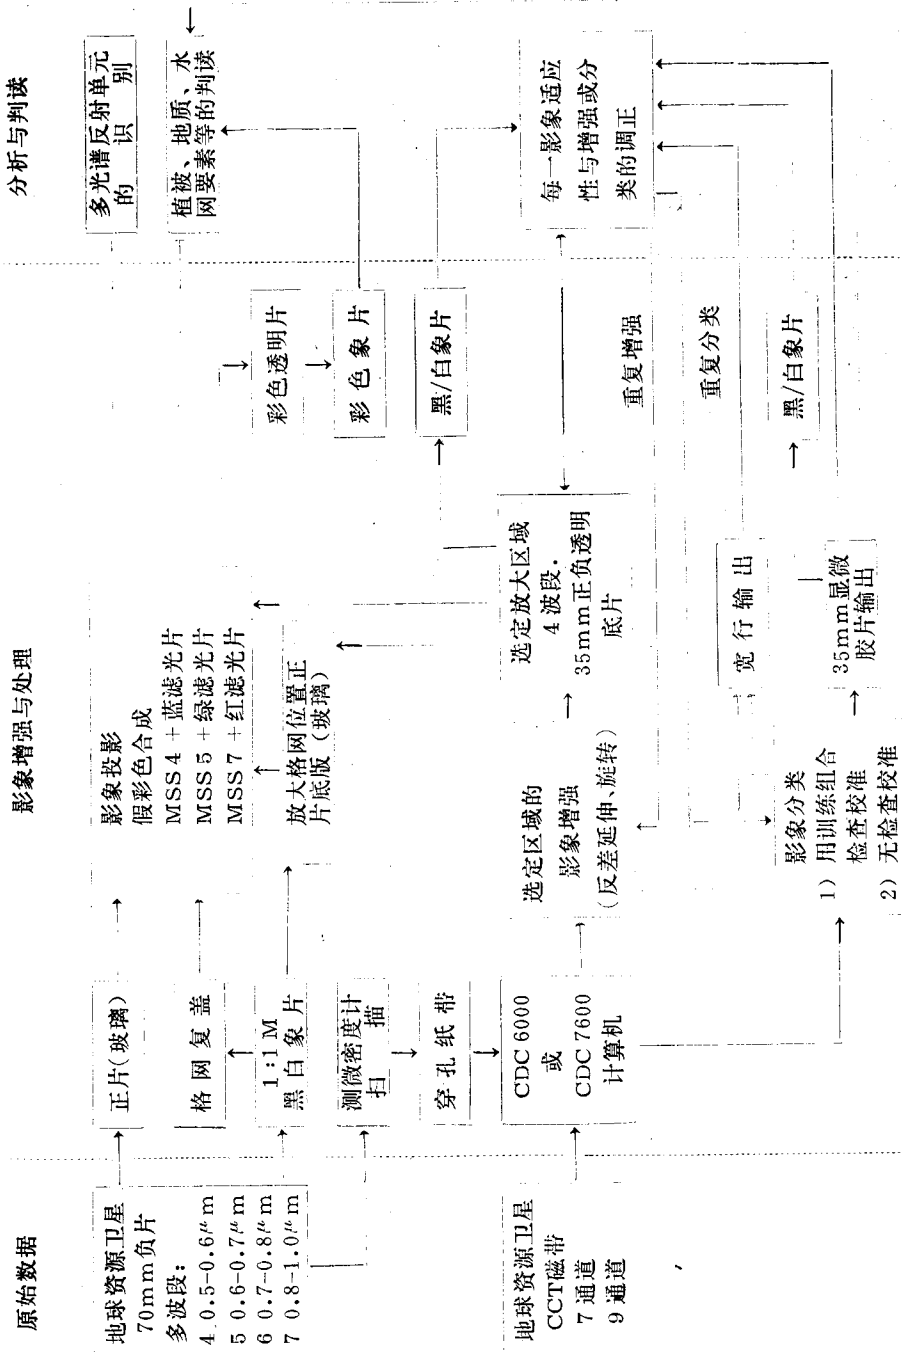 原始数据
影象增强与处理
分析与判读
地球资源卫星
70mm负片
多波段：
4 0.5-0.6μm
5 0.6-0.7μm
6 0.7-0.8μm
7 0.8-1.0μm
地球资源卫星
CCT磁带
7通道
9通道
正片(玻璃)
格网复盖
1:1M
黑白象片
测微密度计
扫描
穿孔纸带
CDC 6000
或
CDC 7600
计算机
影象投影
假彩色合成
MSS4+蓝滤光片
MSS5+绿滤光片
MSS7+红滤光片
放大格网位置正
片底版（玻璃）
选定区域的
影象增强
(反差延伸、旋转)
影象分类
1) 用训练组合
检查校准
2) 无检查校准
选定放大区域
4波段.
35mm正负透明
底片
宽行输出
35mm显微
胶片输出
彩色透明片
彩色象片
黑/白象片
重复增强
重复分类
黑/白象片
多光谱反射单元
的识别
植被、地质、水
网要素等的判读
每一影象适应
性与增强或分
类的调正